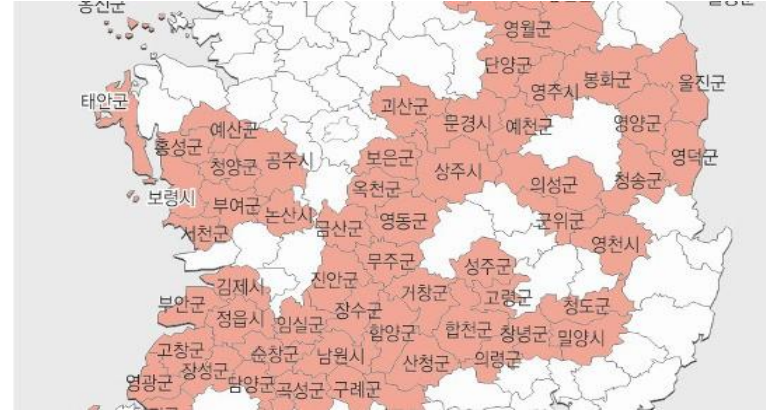 옹진군
영월군
단양군
영주시
봉화군
울진군
태안군
괴산군
문경시
예천군
영양군
예산군
홍성군
청양군
공주시
보은군
상주시
영덕군
옥천군
의성군
청송군
보령시
부여군
논산시
금산군
영동군
군위군
서천군
영천시
무주군
성주군
진안군
김제시
거창군
고령군
부안군
정읍시
임실군
장수군
청도군
함양군
합천군
창녕군
밀양시
고창군
순창군
남원시
산청군
의령군
영광군
장성군
담양군
곡성군
구례군